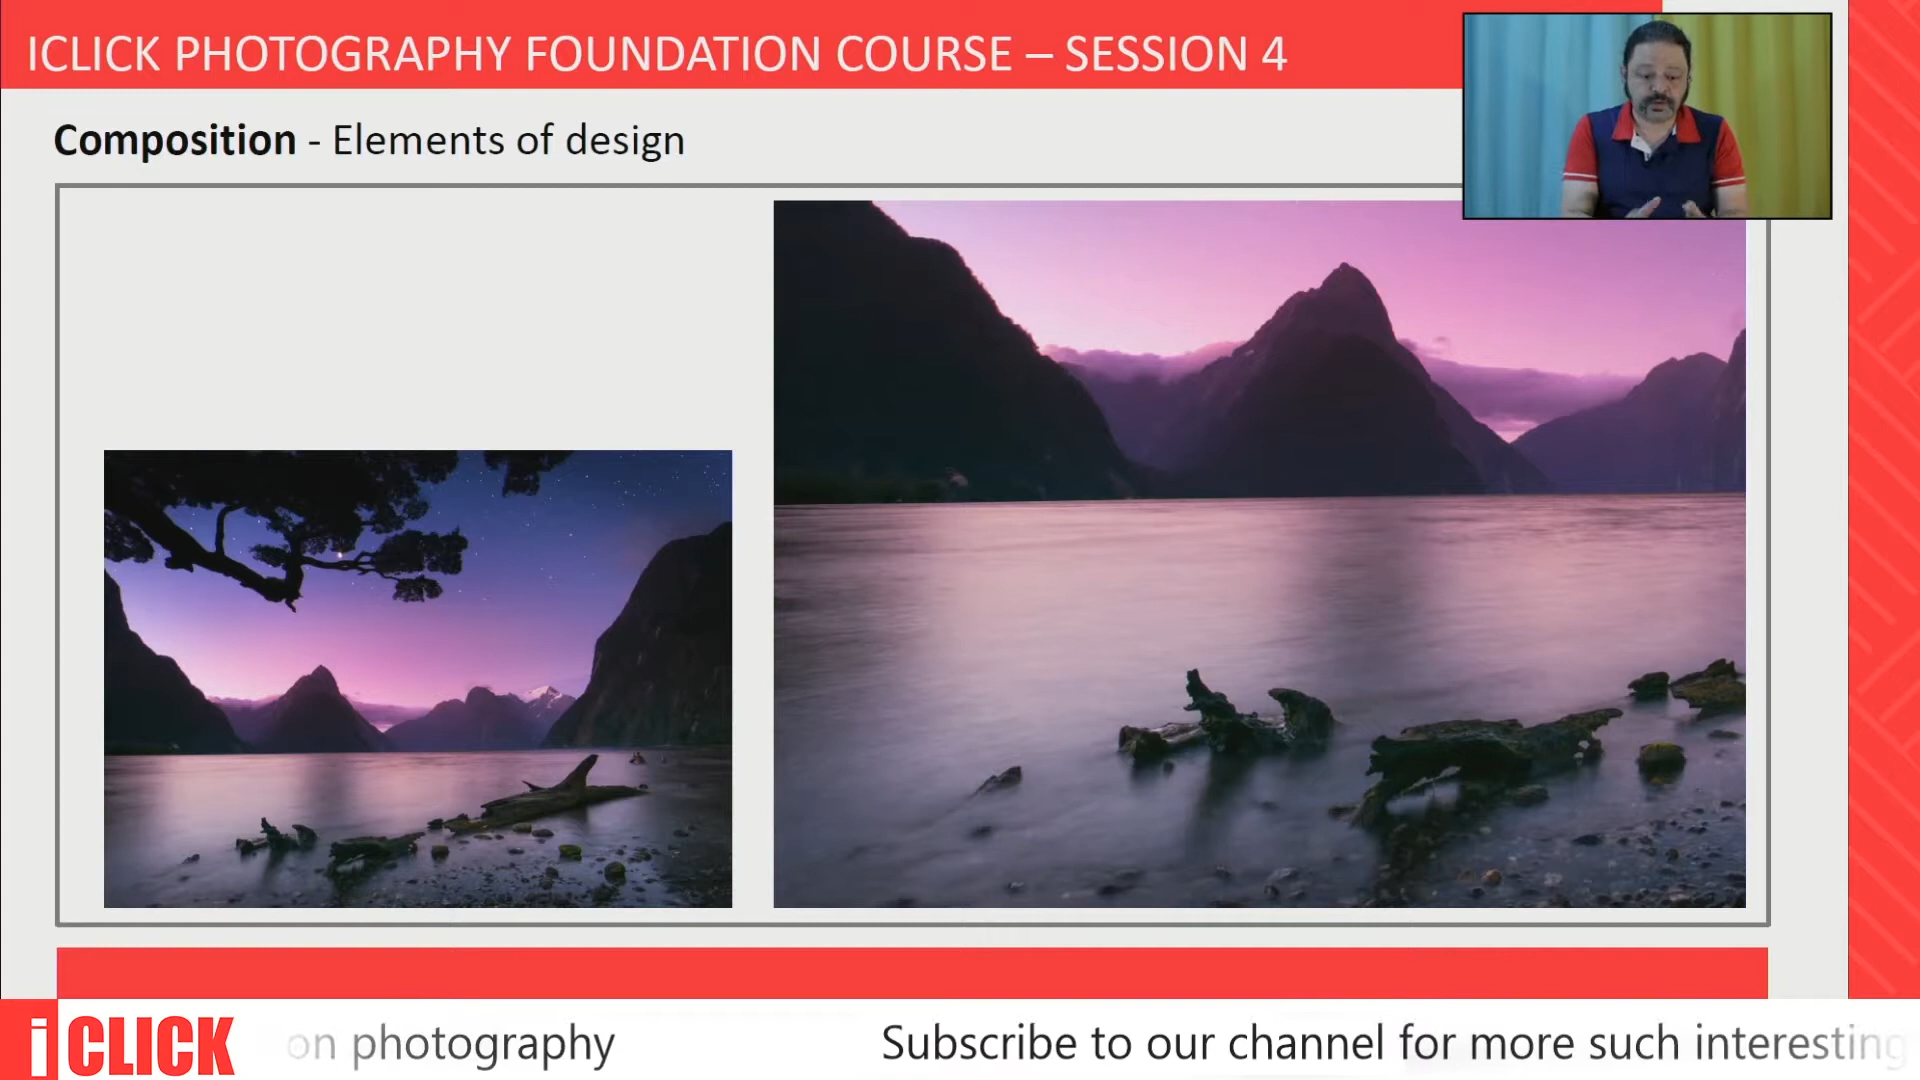 ICLICK PHOTOGRAPHY FOUNDATION COURSE – SESSION 4
Composition - Elements of design
iCLICK
on photography
Subscribe to our channel for more such interesting